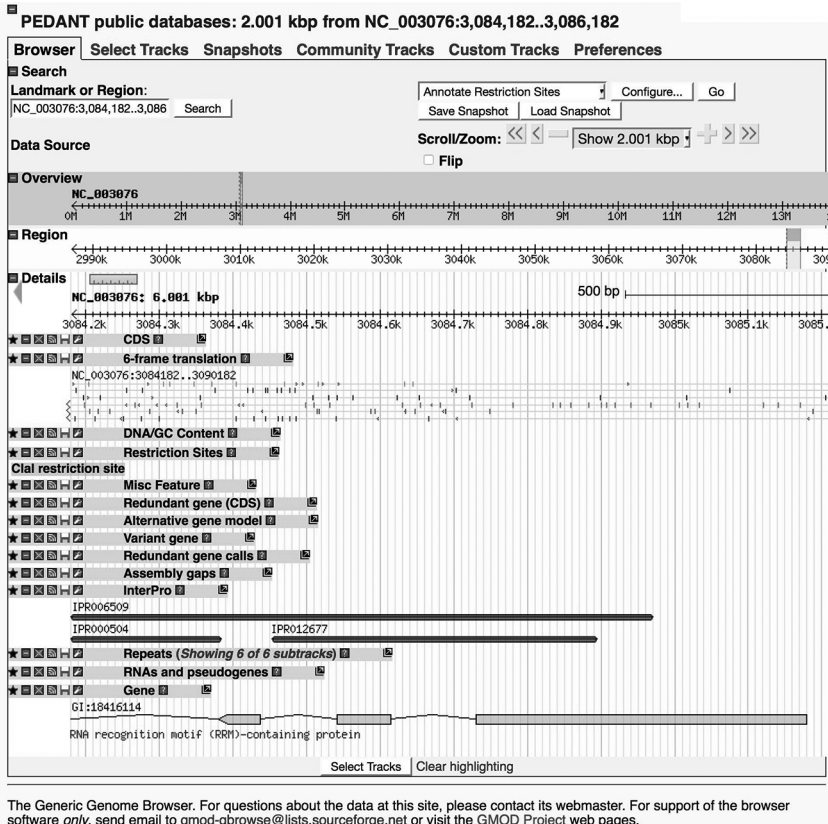 PEDANT public databases: 2.001 kbp from NC_003076:3,084,182..3,086,182
Browser Select Tracks Snapshots Community Tracks Custom Tracks Preferences
Search
Landmark or Region:
NC_003076:3,084,182..3,086 Search
Annotate Restriction Sites Configure... Go
Save Snapshot Load Snapshot
Data Source
Scroll/Zoom: << < Show 2.001 kbp > >>
Flip
Overview
NC_003076
0M 1M 2M 3M 4M 5M 6M 7M 8M 9M 10M 11M 12M 13M
Region
2990k 3000k 3010k 3020k 3030k 3040k 3050k 3060k 3070k 3080k 309
Details
NC_003076: 6.001 kbp 500 bp
3084.2k 3084.3k 3084.4k 3084.5k 3084.6k 3084.7k 3084.8k 3084.9k 3085k 3085.1k 3085.
CDS ?
6-frame translation ?
NC_003076:3084182..3090182
DNA/GC Content ?
Restriction Sites ?
ClaI restriction site
Misc Feature ?
Redundant gene (CDS) ?
Alternative gene model ?
Variant gene ?
Redundant gene calls ?
Assembly gaps ?
InterPro ?
IPR006509
IPR000504 IPR012677
Repeats (Showing 6 of 6 subtracks) ?
RNAs and pseudogenes ?
Gene ?
GI:18416114
RNA recognition motif (RRM)-containing protein
Select Tracks Clear highlighting
The Generic Genome Browser. For questions about the data at this site, please contact its webmaster. For support of the browser
software only, send email to gmod-gbrowse@lists.sourceforge.net or visit the GMOD Project web pages.